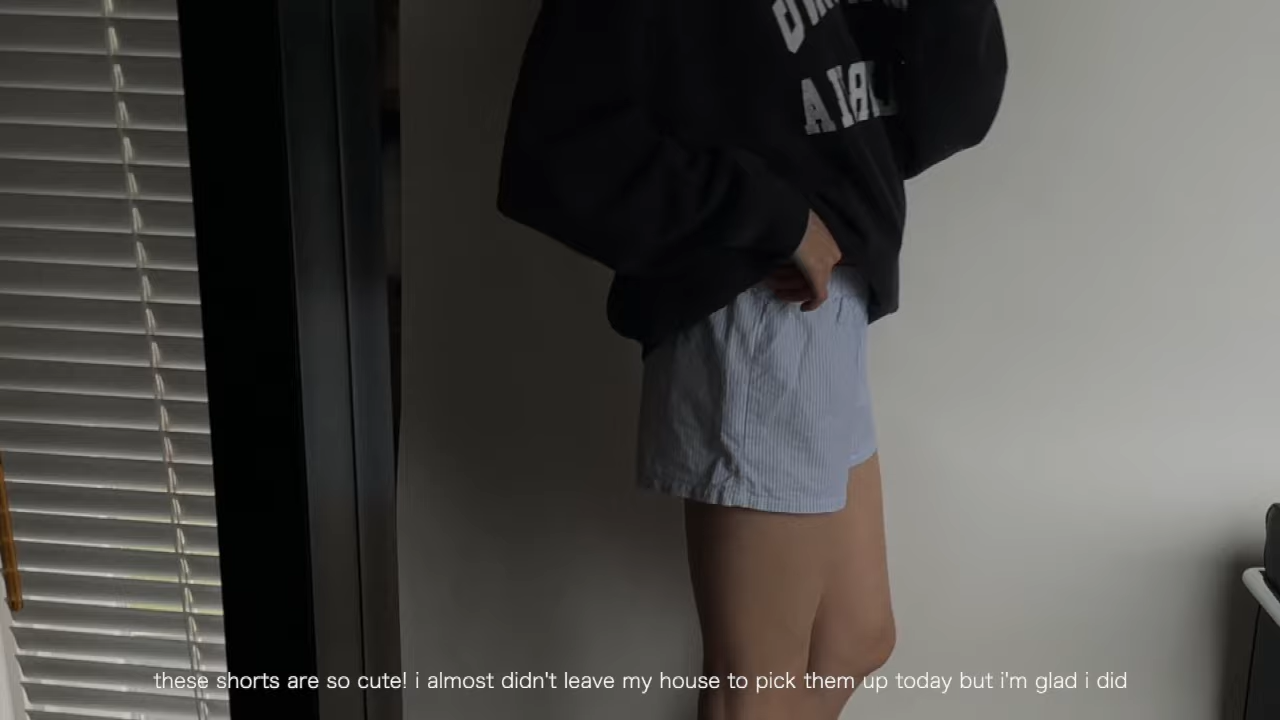 these shorts are so cute! i almost didn't leave my house to pick them up today but i'm glad i did